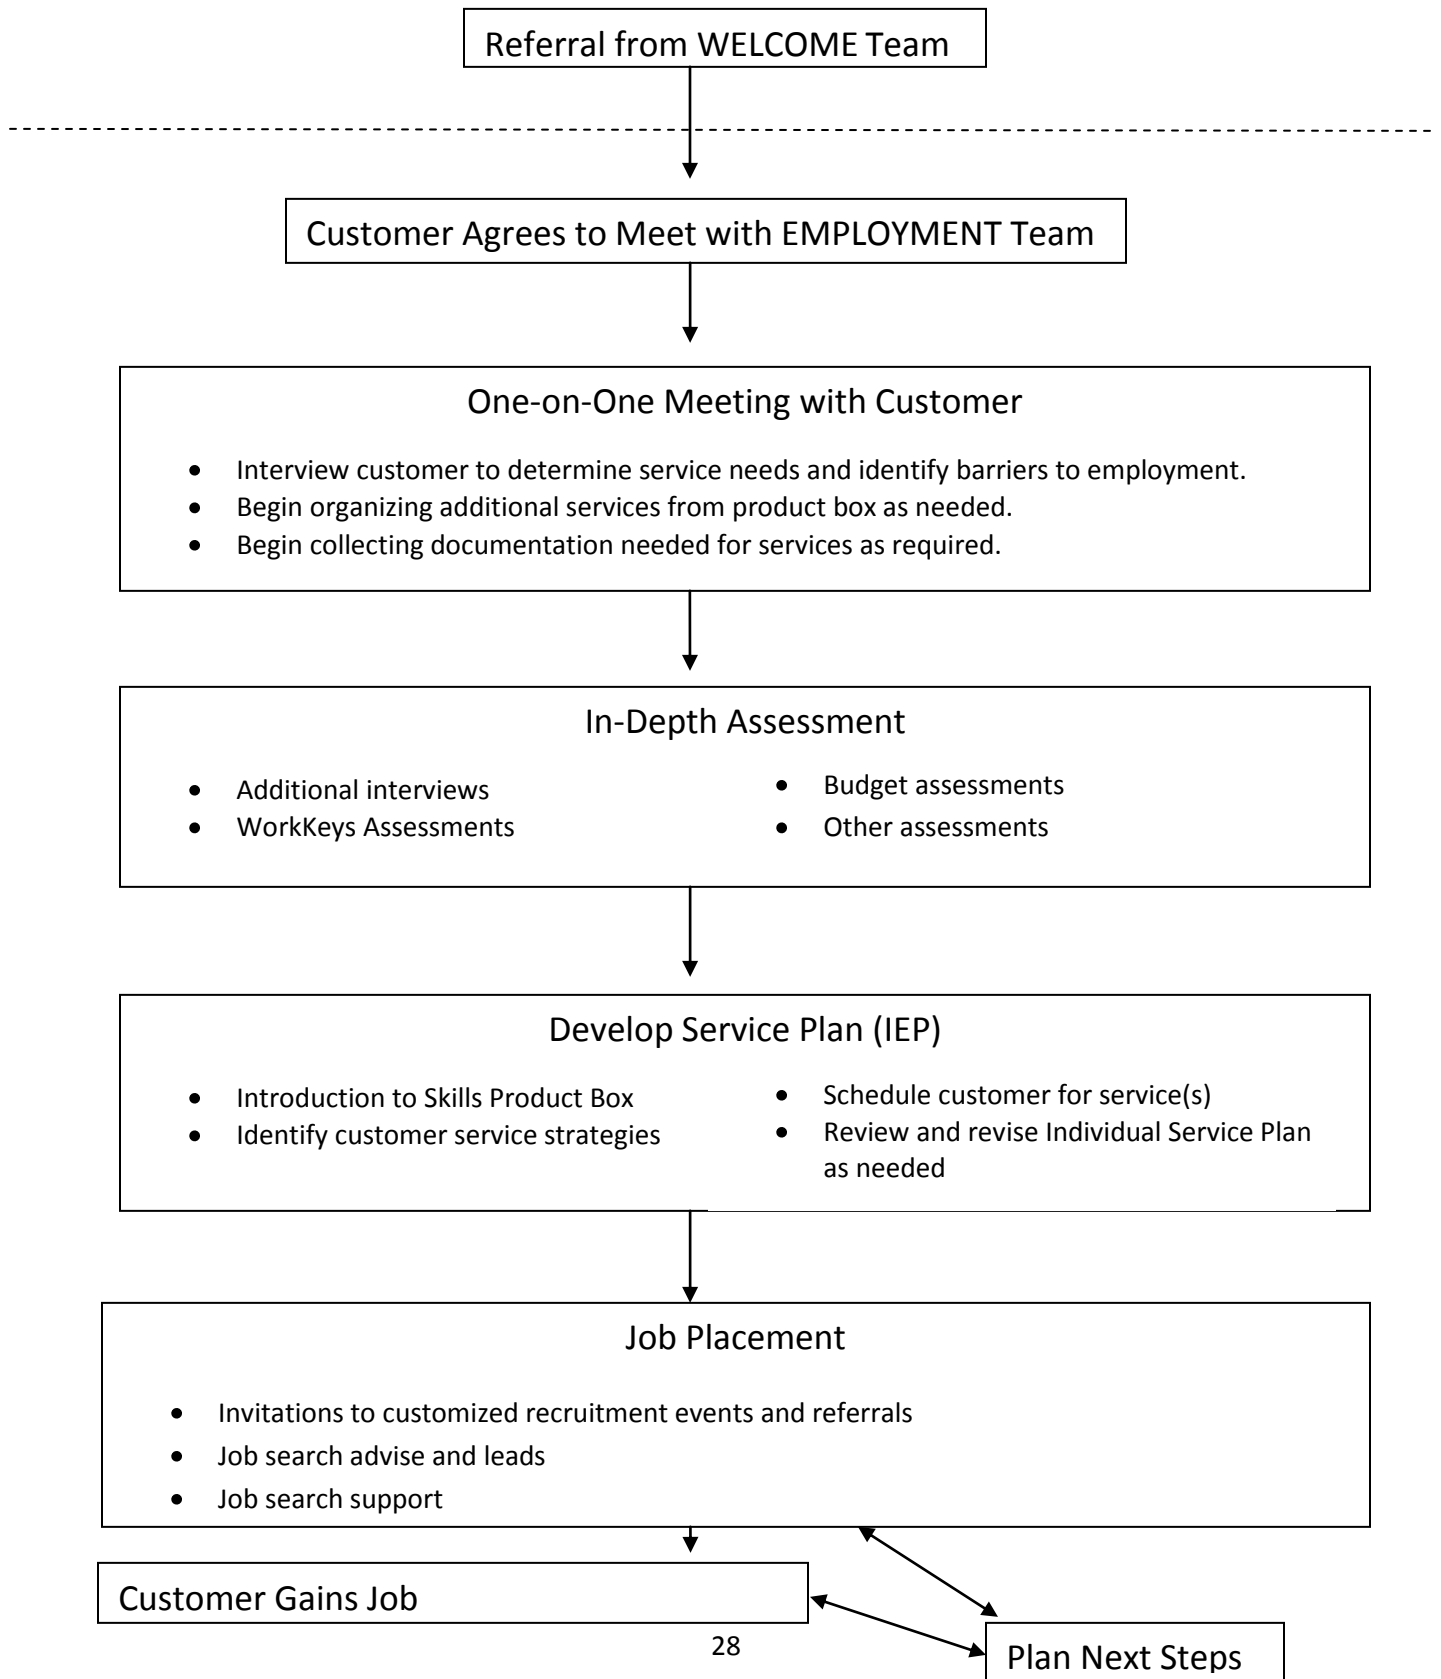 Referral from WELCOME Team
Customer Agrees to Meet with EMPLOYMENT Team
One-on-One Meeting with Customer
• Interview customer to determine service needs and identify barriers to employment.
• Begin organizing additional services from product box as needed.
• Begin collecting documentation needed for services as required.
In-Depth Assessment
• Additional interviews
• WorkKeys Assessments
• Budget assessments
• Other assessments
Develop Service Plan (IEP)
• Introduction to Skills Product Box
• Identify customer service strategies
• Schedule customer for service(s)
• Review and revise Individual Service Plan
as needed
Job Placement
• Invitations to customized recruitment events and referrals
• Job search advise and leads
• Job search support
Customer Gains Job
Plan Next Steps
28